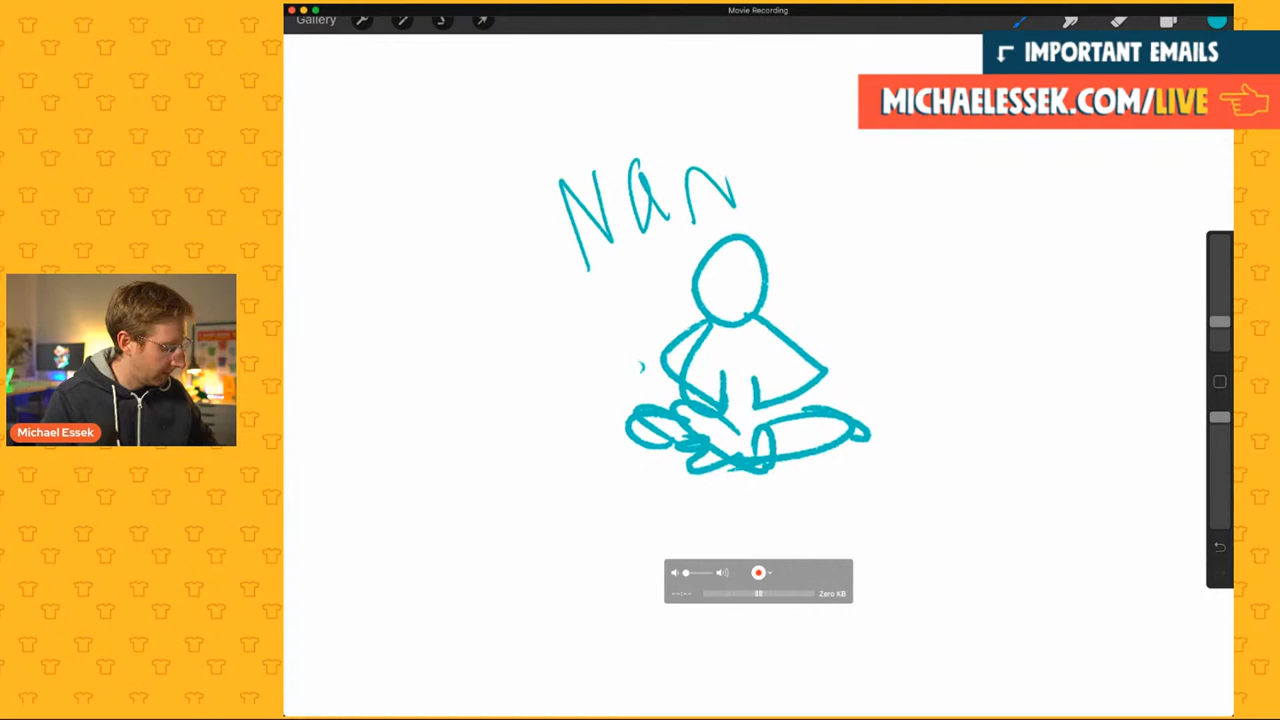 Movie Recording
Gallery
IMPORTANT EMAILS
MICHAELESSEK.COM/LIVE
Nan
Michael Essek
--:--
Zero KB